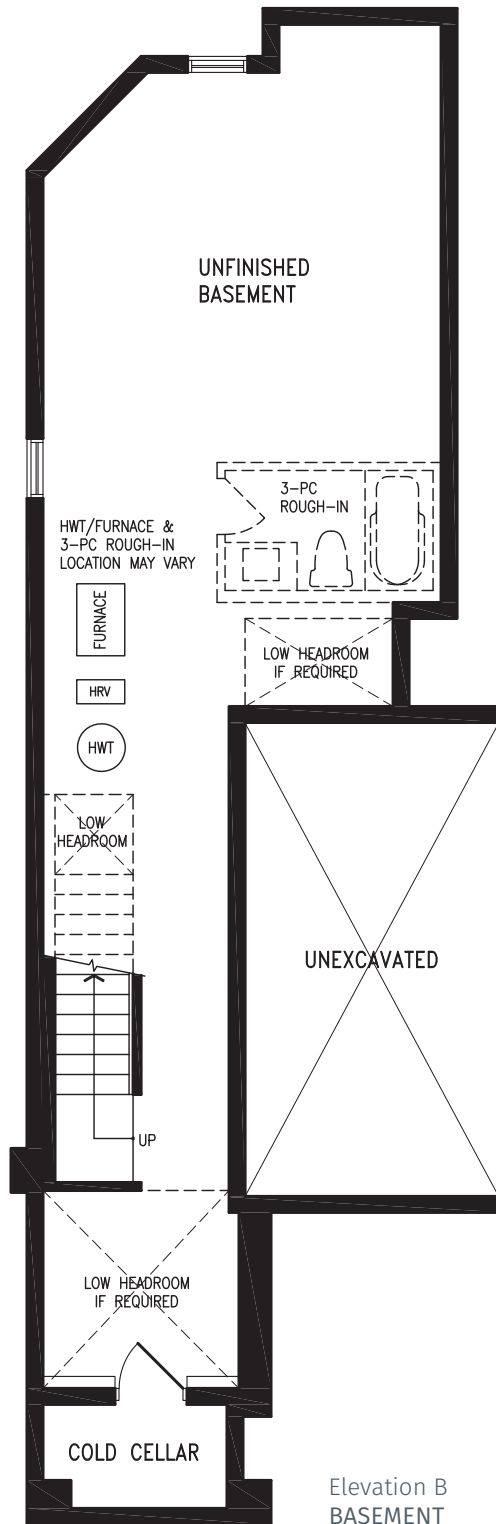 UNFINISHED
BASEMENT
3-PC
ROUGH-IN
HWT/FURNACE &
3-PC ROUGH-IN
LOCATION MAY VARY
FURNACE
LOW HEADROOM
IF REQUIRED
HRV
HWT
LOW
HEADROOM
UNEXCAVATED
UP
LOW HEADROOM
IF REQUIRED
COLD CELLAR
Elevation B
BASEMENT